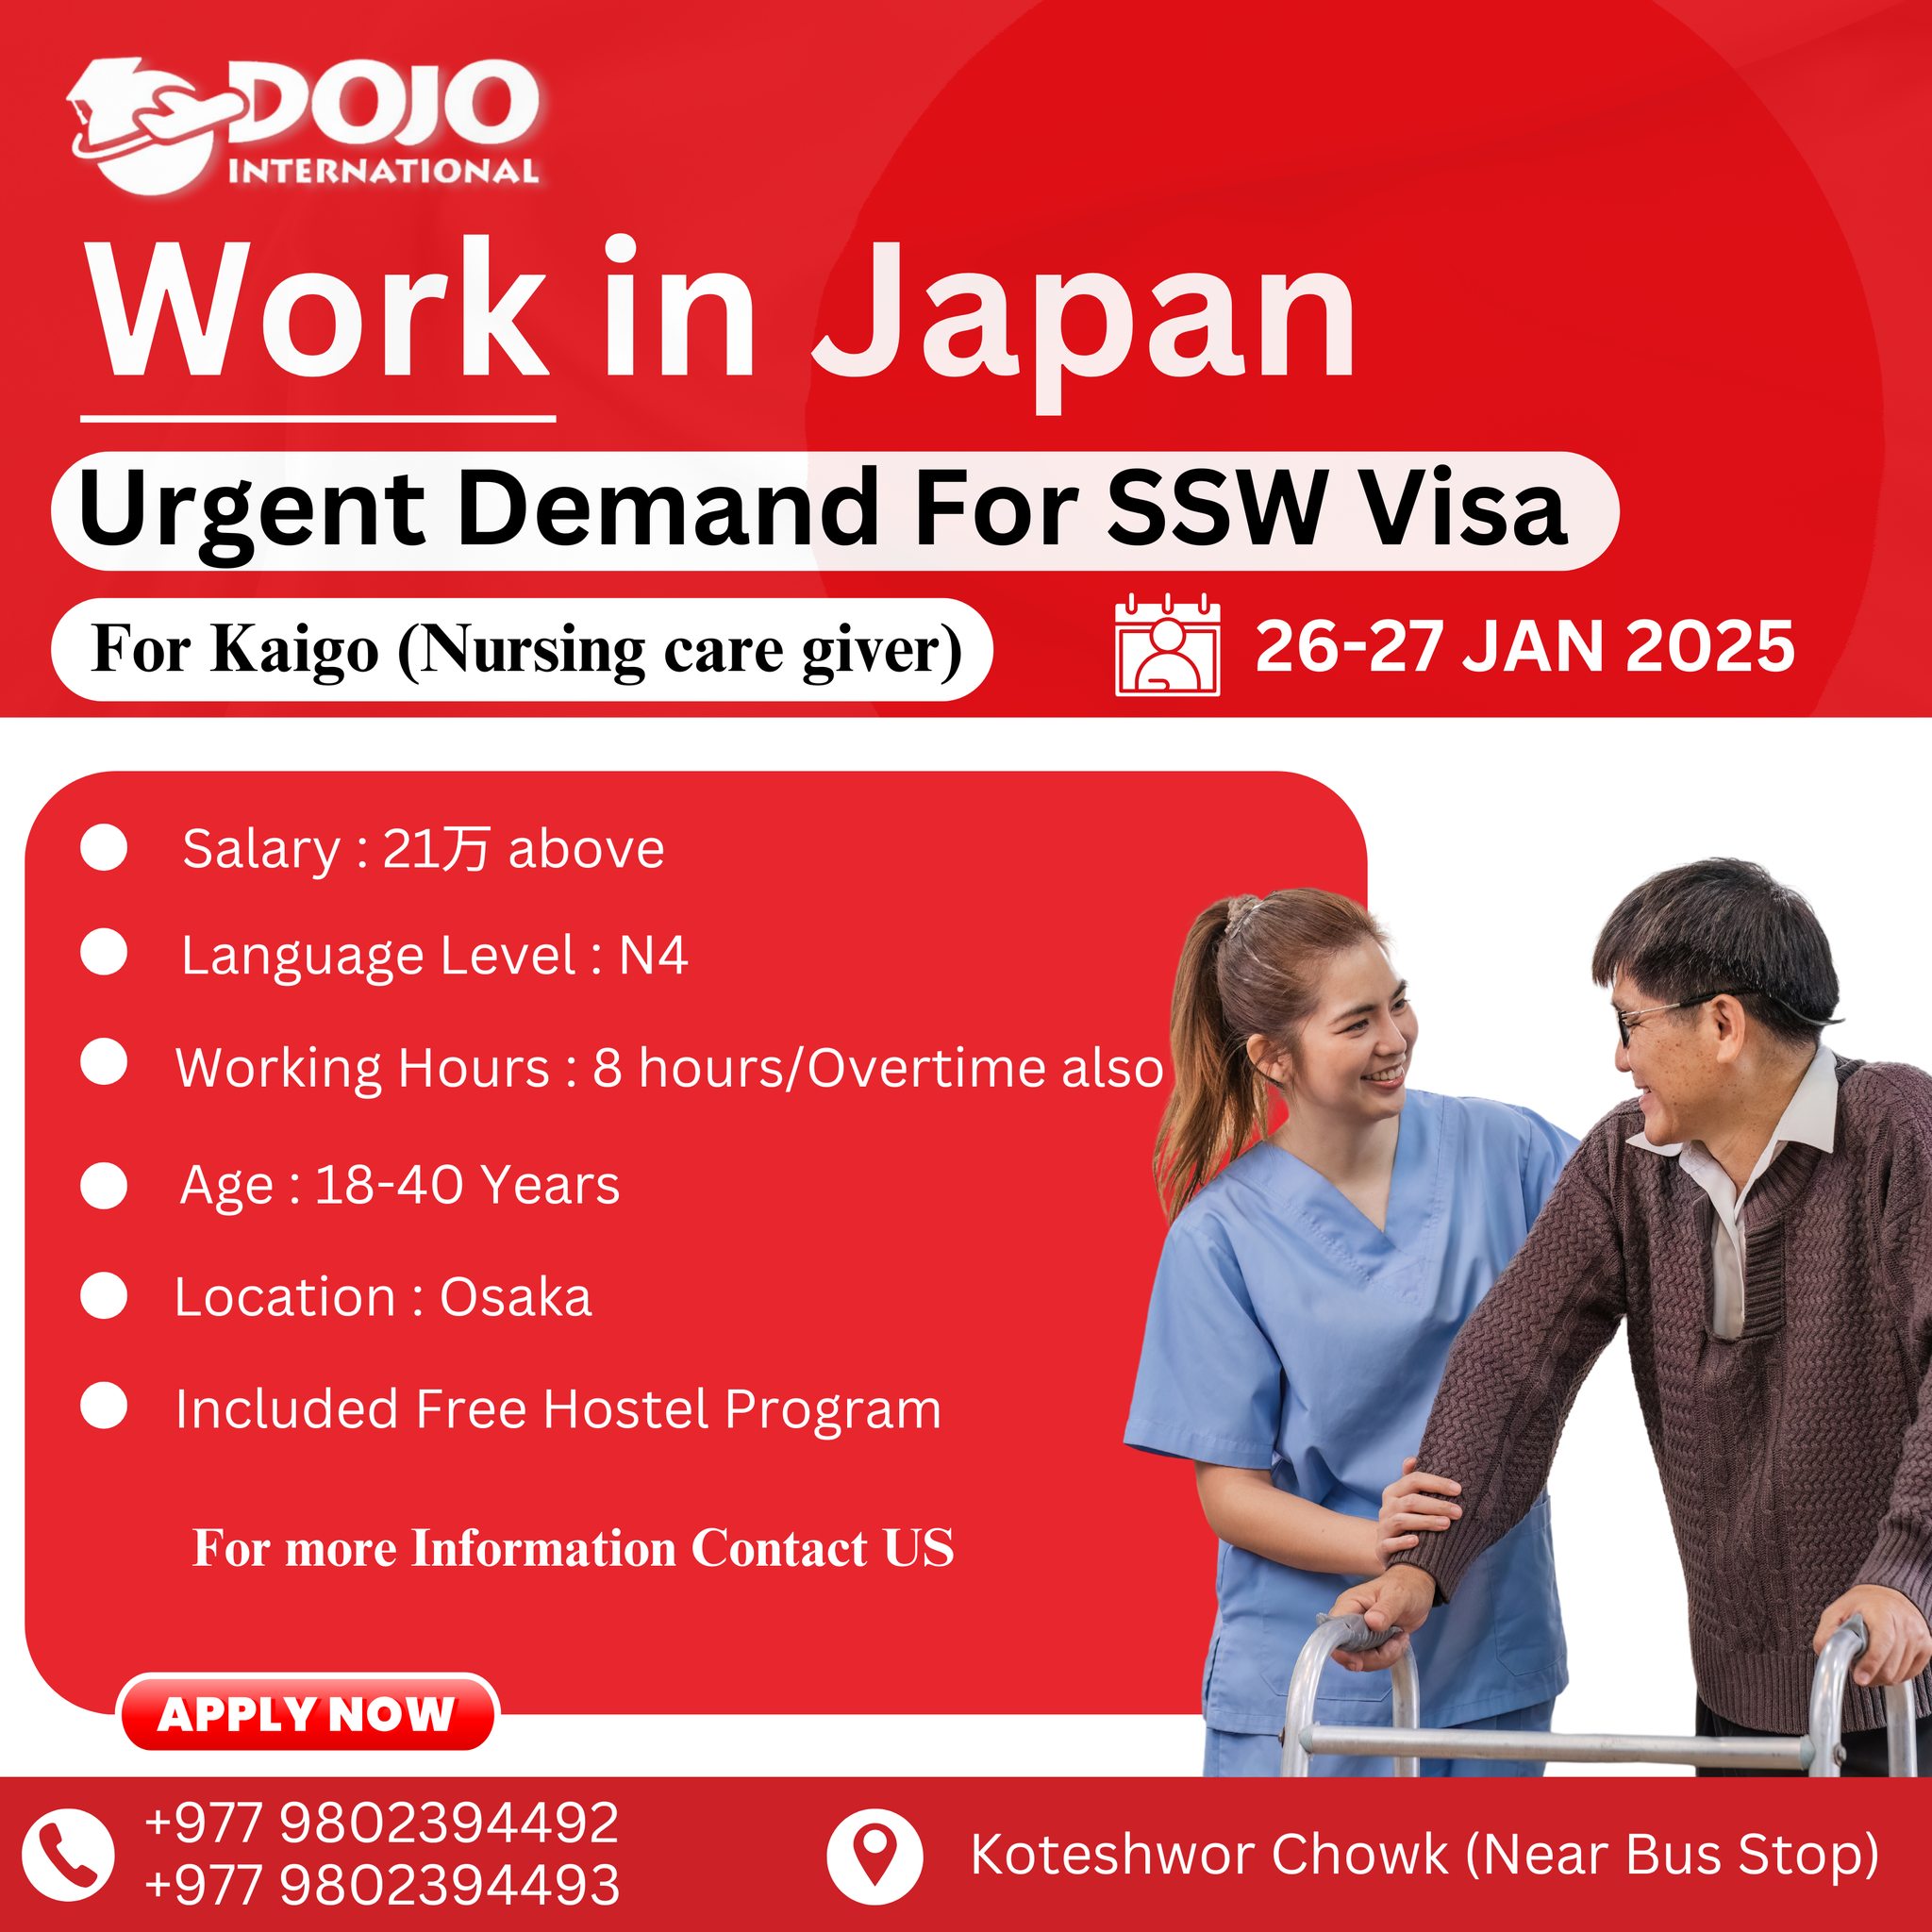 DOJO
INTERNATIONAL
Work in Japan
Urgent Demand For SSW Visa
For Kaigo (Nursing care giver)
26-27 JAN 2025
Salary : 21万 above
Language Level : N4
Working Hours : 8 hours/Overtime also
Age : 18-40 Years
Location : Osaka
Included Free Hostel Program
For more Information Contact US
APPLY NOW
+977 9802394492
+977 9802394493
Koteshwor Chowk (Near Bus Stop)